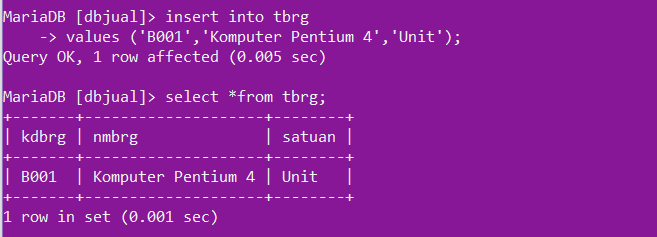 MariaDB [dbjual]> insert into tbrg
    -> values ('B001','Komputer Pentium 4','Unit');
Query OK, 1 row affected (0.005 sec)

MariaDB [dbjual]> select *from tbrg;
+-------+--------------------+--------+
| kdbrg | nmbrg              | satuan |
+-------+--------------------+--------+
| B001  | Komputer Pentium 4 | Unit   |
+-------+--------------------+--------+
1 row in set (0.001 sec)